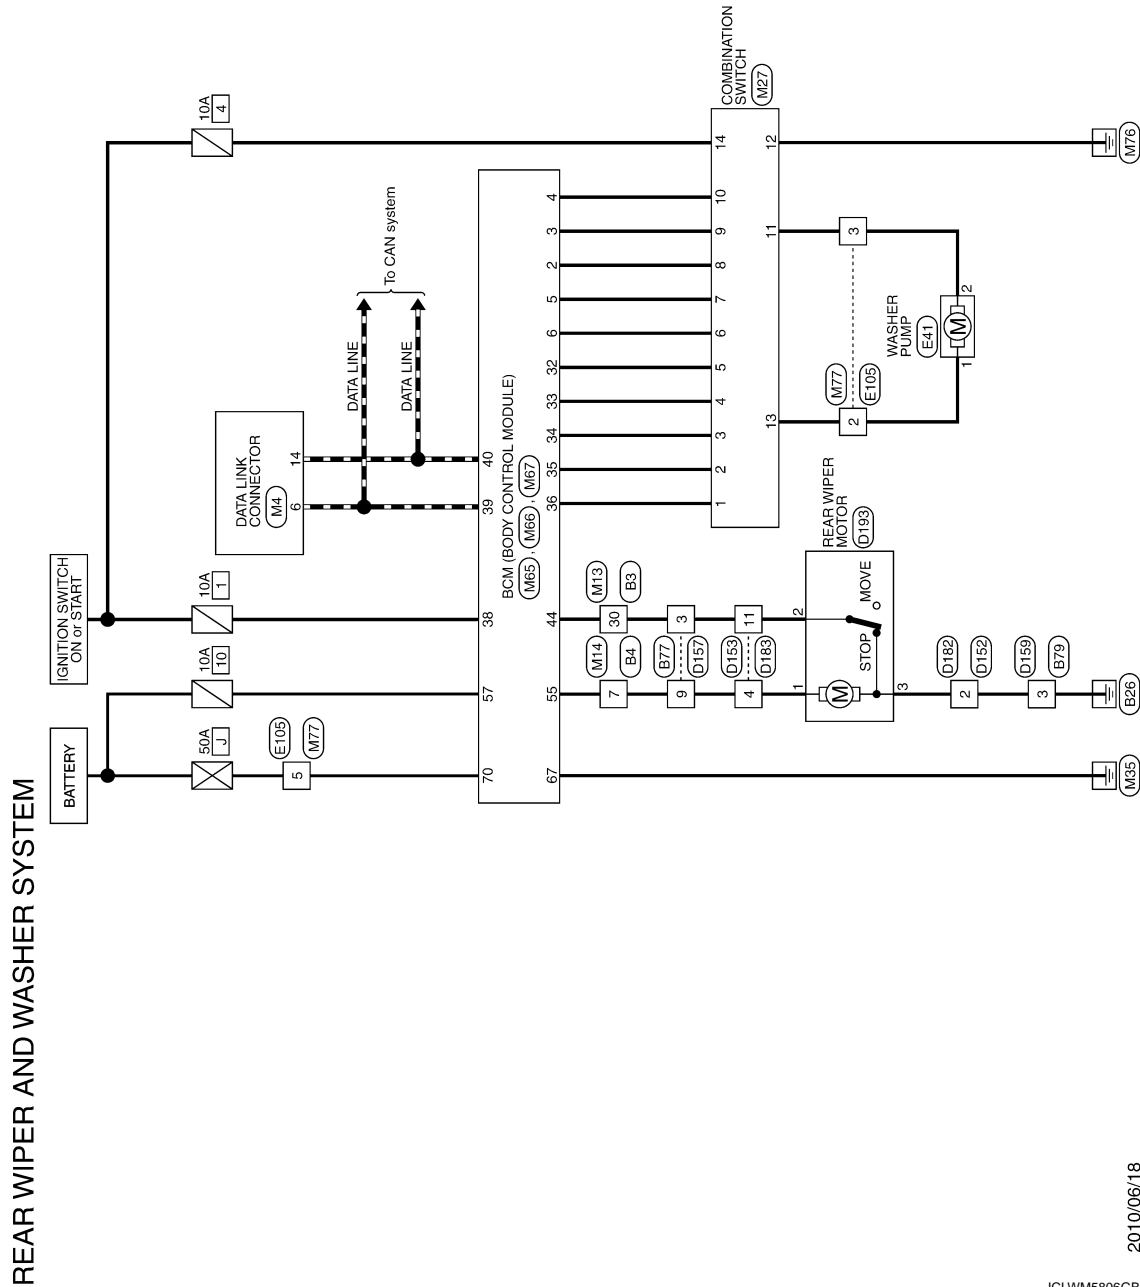 REAR WIPER AND WASHER SYSTEM
BATTERY
IGNITION SWITCH
ON or START
50A
J
10A
10
10A
1
10A
4
E105
5
M77
DATA LINK
CONNECTOR
M4
6
14
DATA LINE
DATA LINE
To CAN system
70
57
38
39
40
BCM (BODY CONTROL MODULE)
M65 , M66 , M67
67
55
44
36
35
34
33
32
6
5
2
3
4
M14
7
B4
M13
30
B3
B77
9
3
D157
D153
4
11
D183
1
2
3
4
5
6
7
8
9
10
14
COMBINATION
SWITCH
M27
13
11
12
REAR WIPER
MOTOR
D193
1
2
M
STOP
MOVE
3
M77
2
3
E105
WASHER
PUMP
E41
1
M
2
D182
2
D152
D159
3
B79
M35
B26
M76
2010/06/18